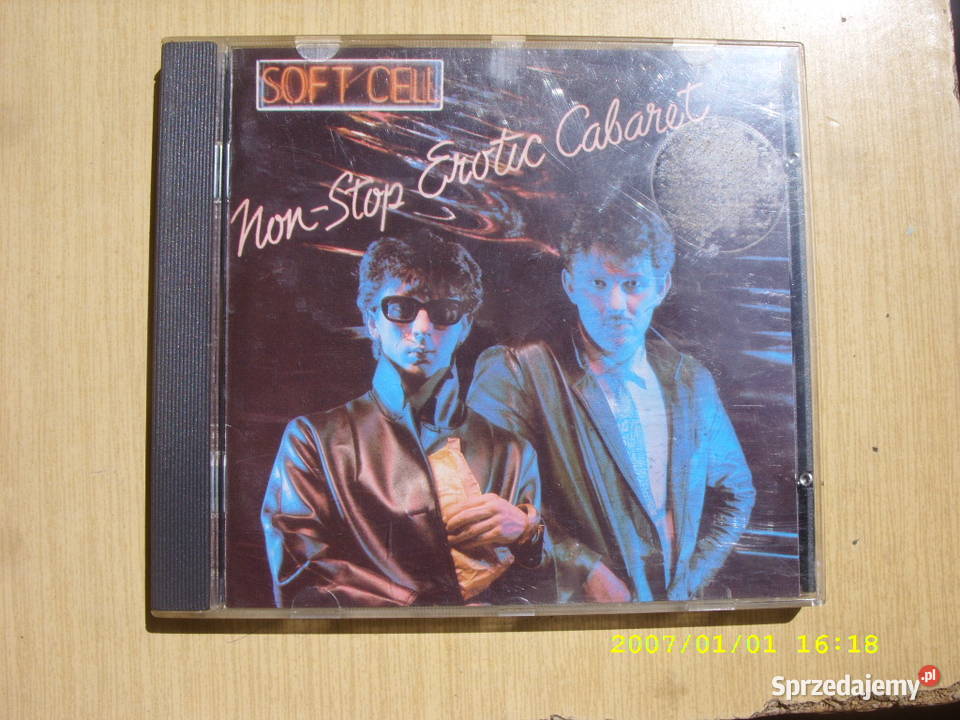 SOFT CELL
Non-Stop Erotic Cabaret
2007/01/01 16:18
Sprzedajemy.pl